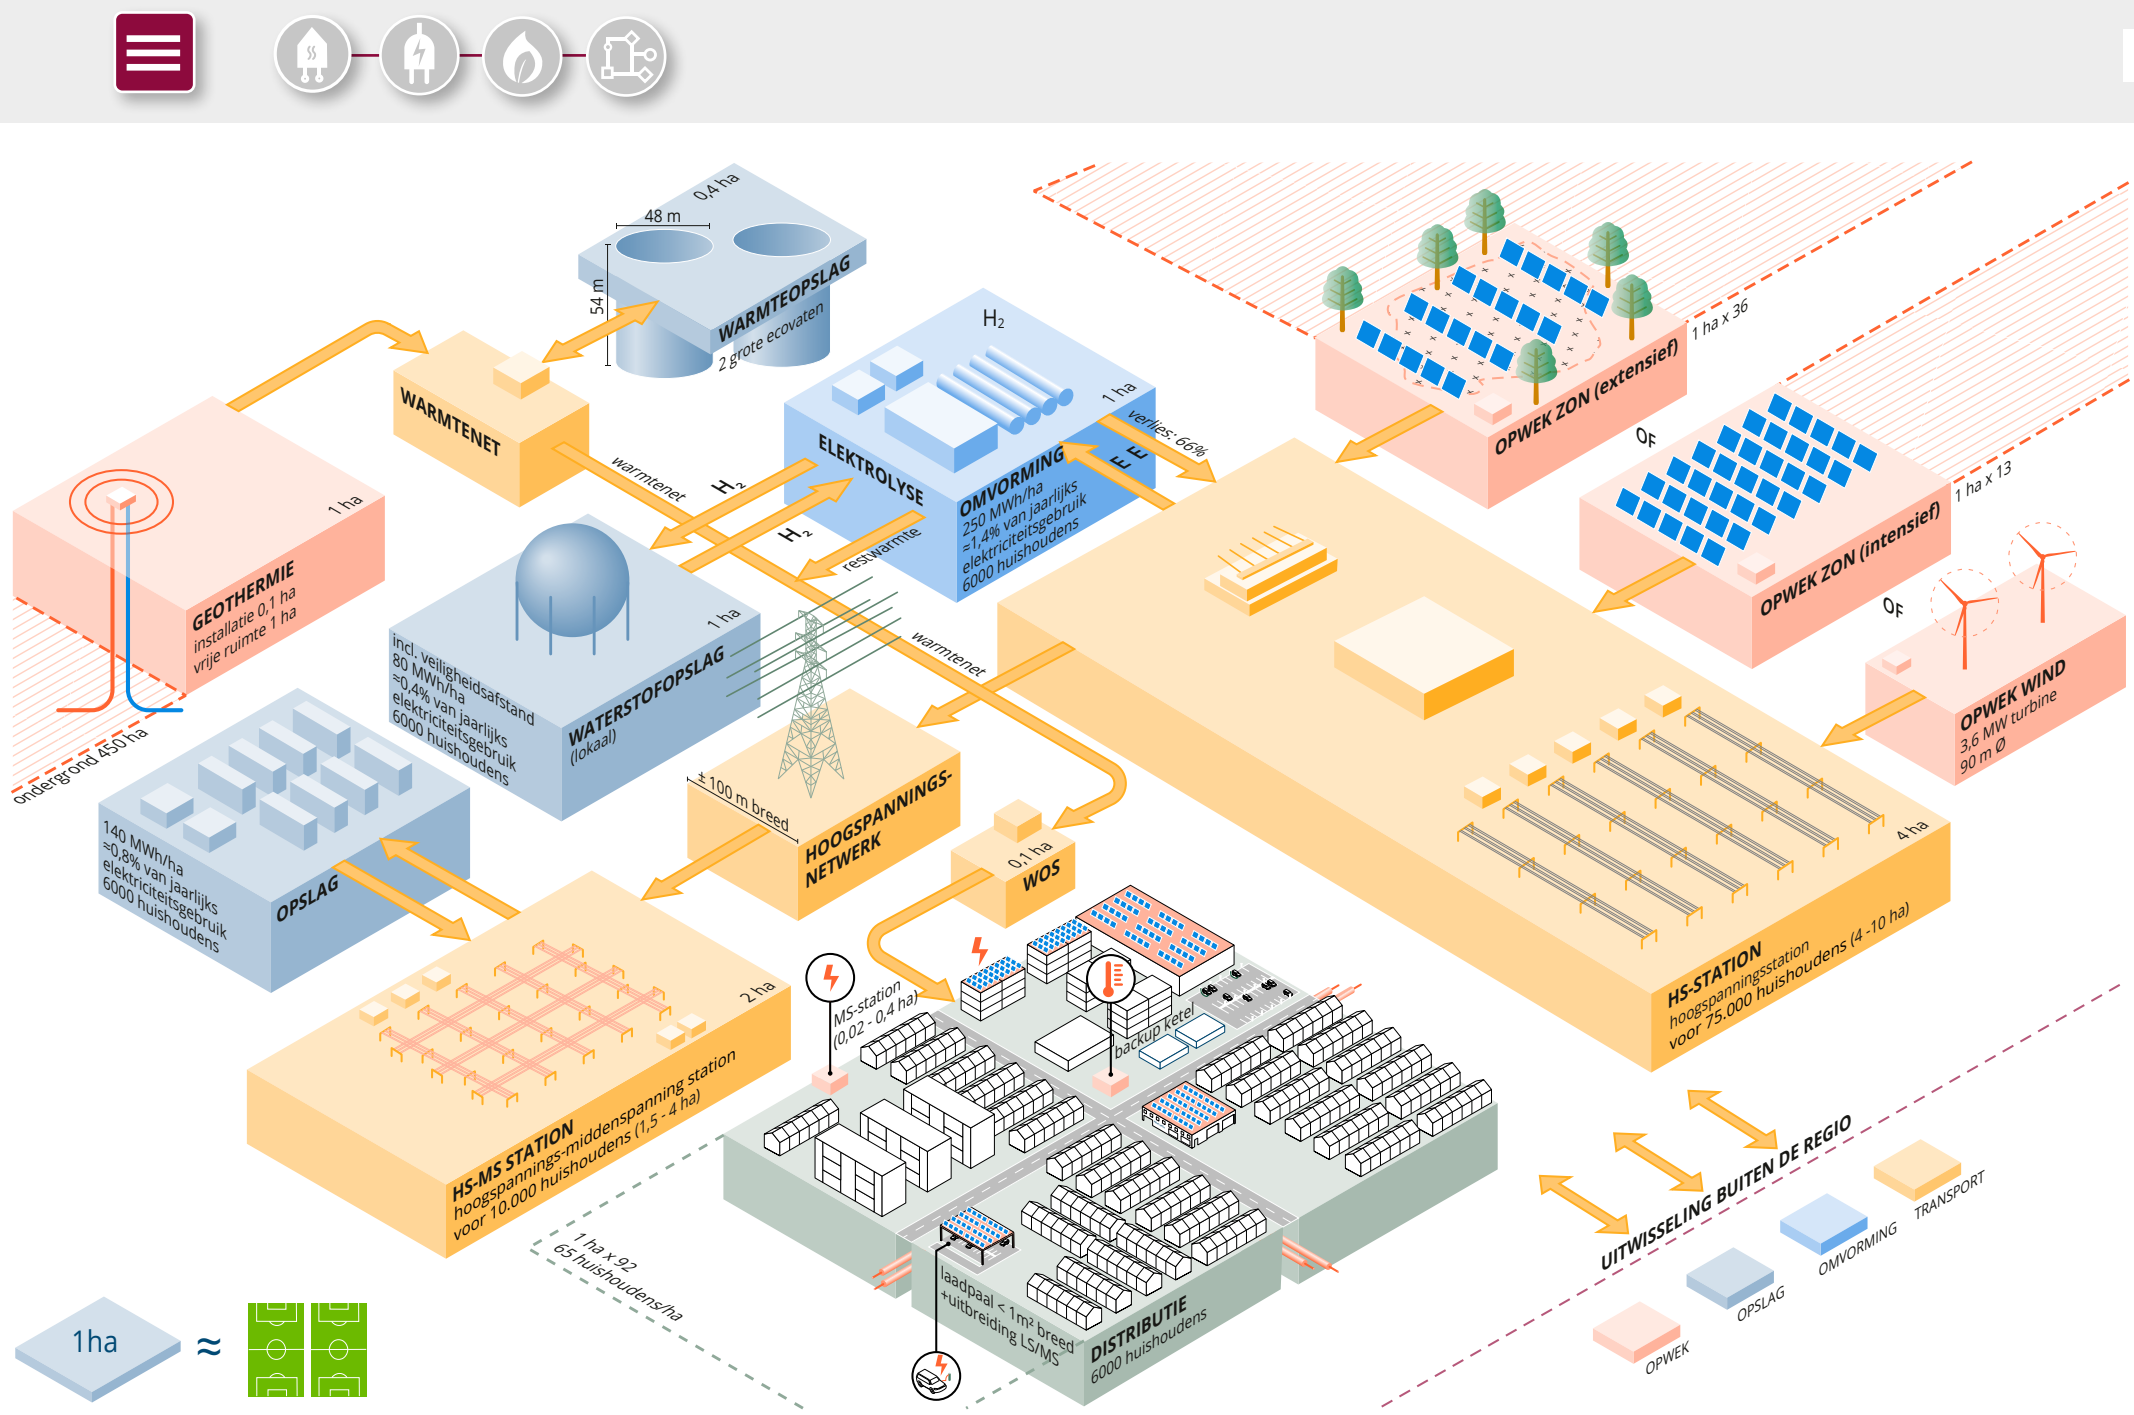 0,4 ha
48 m
54 m
WARMTEOPSLAG
2 grote ecovaten
WARMTENET
warmtenet
H₂
1 ha
ELEKTROLYSE
OMVORMING
250 MWh/ha
≈1,4% van jaarlijks
elektriciteitsgebruik
6000 huishoudens
verlies: 66%
E
E
H₂
H₂
restwarmte
1 ha x 36
OPWEK ZON (extensief)
OF
1 ha x 13
OPWEK ZON (intensief)
OF
OPWEK WIND
3,6 MW turbine
90 m Ø
1 ha
GEOTHERMIE
installatie 0,1 ha
vrije ruimte 1 ha
ondergrond 450 ha
1 ha
incl. veiligheidsafstand
80 MWh/ha
≈0,4% van jaarlijks
elektriciteitsgebruik
6000 huishoudens
WATERSTOFOPSLAG
(lokaal)
warmtenet
140 MWh/ha
≈0,8% van jaarlijks
elektriciteitsgebruik
6000 huishoudens
OPSLAG
± 100 m breed
HOOGSPANNINGS-
NETWERK
0,1 ha
WOS
4 ha
HS-STATION
hoogspanningsstation
voor 75.000 huishoudens (4 -10 ha)
2 ha
HS-MS STATION
hoogspannings-middenspanning station
voor 10.000 huishoudens (1,5 - 4 ha)
MS-station
(0,02 - 0,4 ha)
backup ketel
1 ha x 92
65 huishoudens/ha
laadpaal < 1m² breed
+uitbreiding LS/MS
DISTRIBUTIE
6000 huishoudens
UITWISSELING BUITEN DE REGIO
TRANSPORT
OMVORMING
OPSLAG
OPWEK
1ha
≈